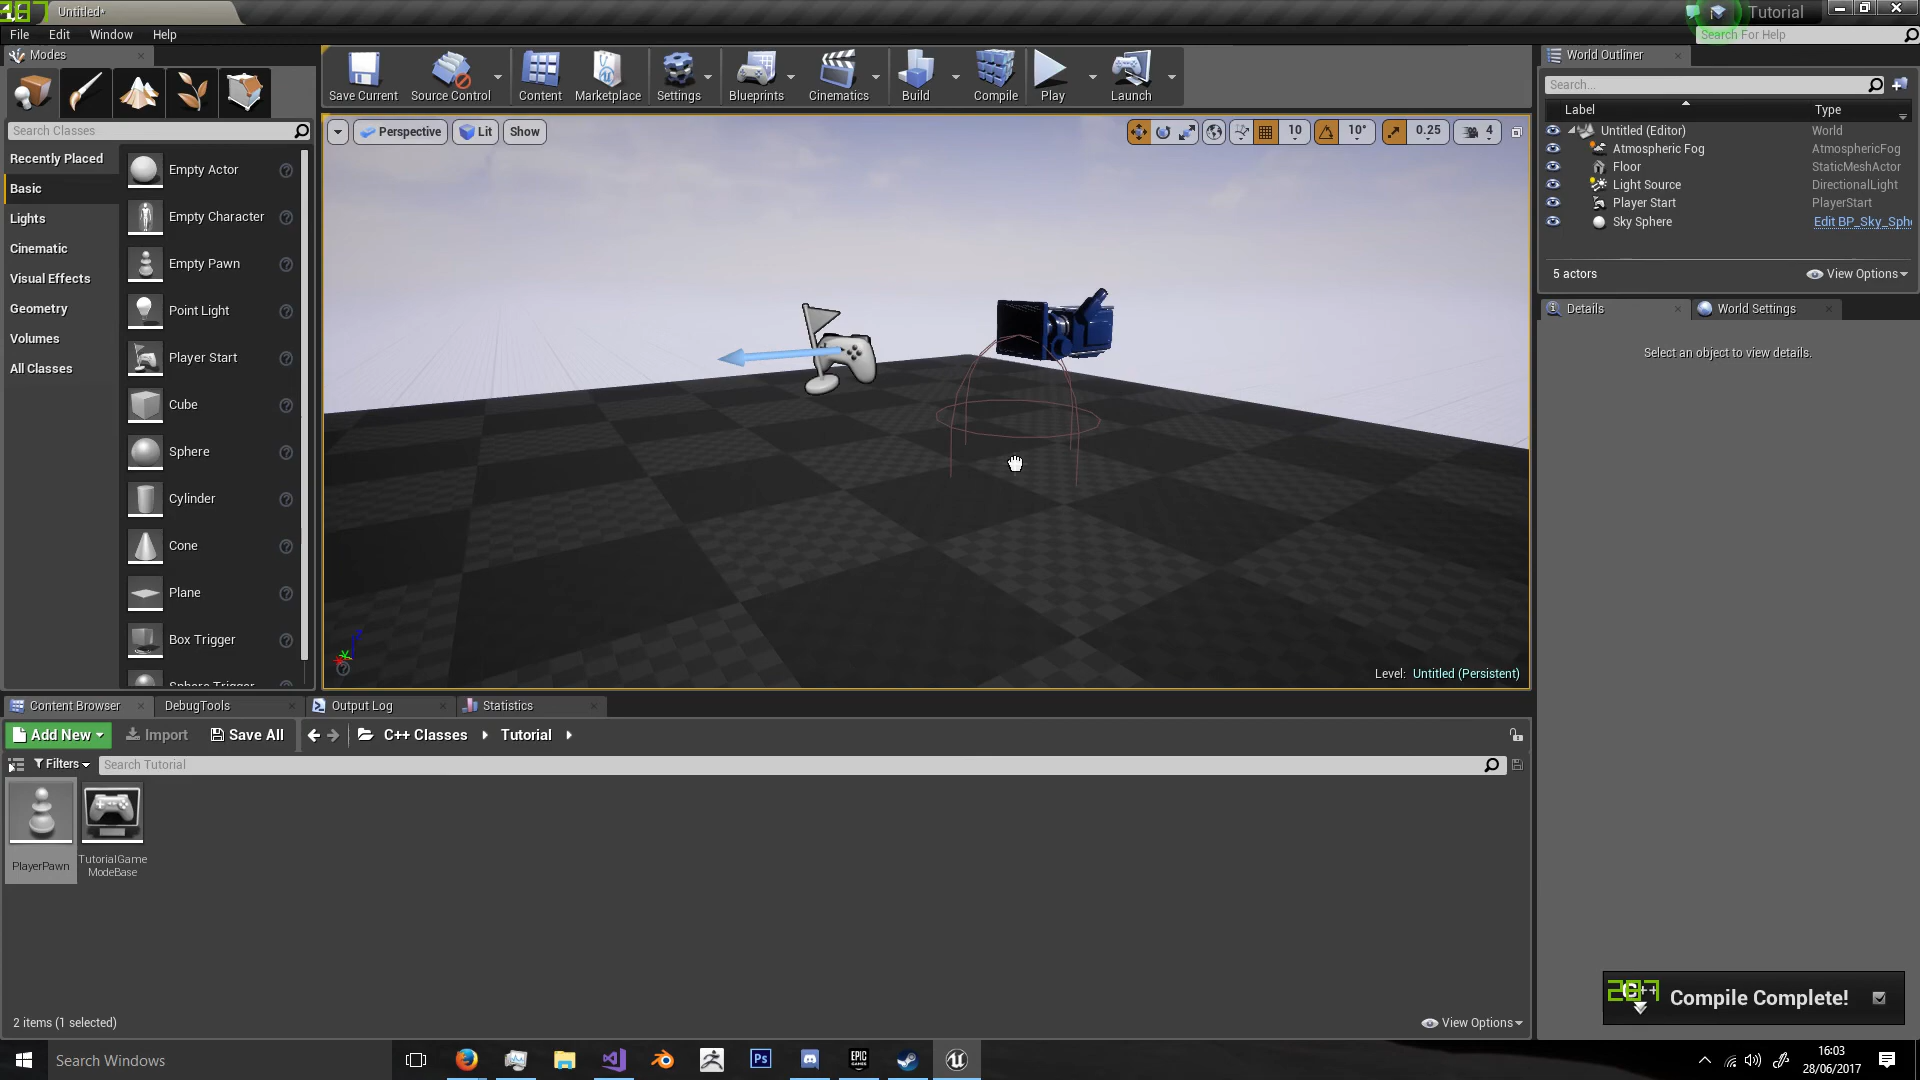 287
Untitled*
Tutorial
File Edit Window Help
Search For Help
Modes
Save Current Source Control Content Marketplace Settings Blueprints Cinematics Build Compile Play Launch
World Outliner
Search...
Label Type
Search Classes
Perspective Lit Show
10 10° 0.25 4
Untitled (Editor) World
Atmospheric Fog AtmosphericFog
Floor StaticMeshActor
Light Source DirectionalLight
Player Start PlayerStart
Sky Sphere Edit BP_Sky_Sph
5 actors View Options
Recently Placed
Basic
Lights
Cinematic
Visual Effects
Geometry
Volumes
All Classes
Empty Actor
Empty Character
Empty Pawn
Point Light
Player Start
Cube
Sphere
Cylinder
Cone
Plane
Box Trigger
Sphere Trigger
Details World Settings
Select an object to view details.
Level: Untitled (Persistent)
Content Browser DebugTools Output Log Statistics
Add New Import Save All C++ Classes Tutorial
Filters Search Tutorial
PlayerPawn
TutorialGame
ModeBase
2 items (1 selected) View Options
287 Compile Complete!
Search Windows
Ps
EPIC
GAMES
16:03
28/06/2017